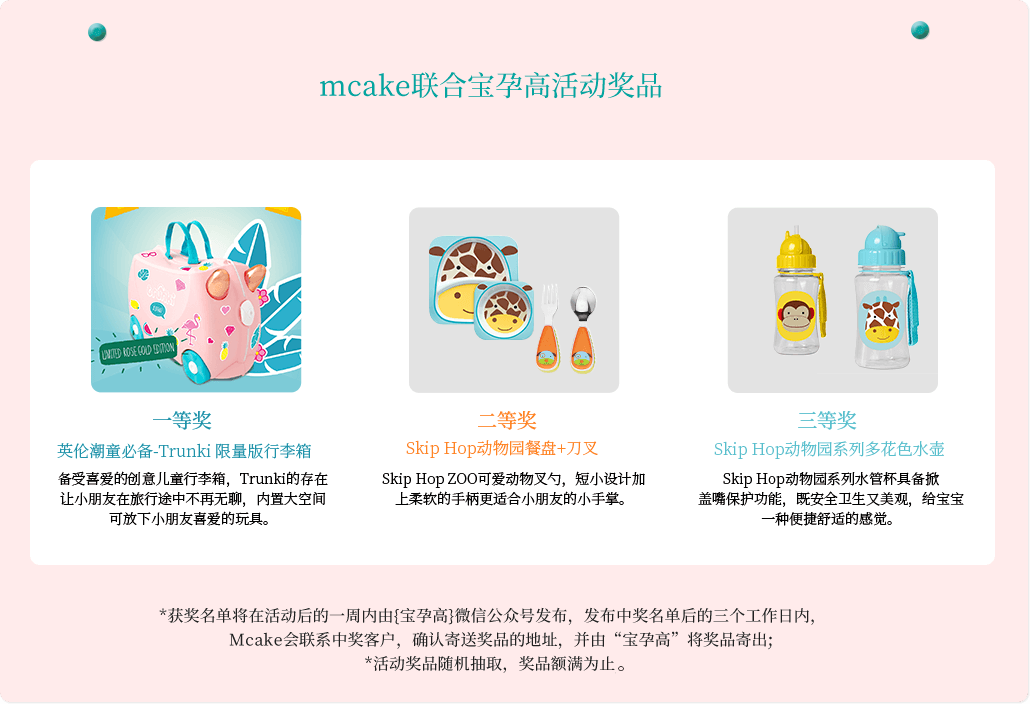 mcake联合宝孕高活动奖品
LIMITED ROSE GOLD EDITION
一等奖
英伦潮童必备-Trunki 限量版行李箱
备受喜爱的创意儿童行李箱，Trunki的存在
让小朋友在旅行途中不再无聊，内置大空间
可放下小朋友喜爱的玩具。
二等奖
Skip Hop动物园餐盘+刀叉
Skip Hop ZOO可爱动物叉勺，短小设计加
上柔软的手柄更适合小朋友的小手掌。
三等奖
Skip Hop动物园系列多花色水壶
Skip Hop动物园系列水管杯具备掀
盖嘴保护功能，既安全卫生又美观，给宝宝
一种便捷舒适的感觉。
*获奖名单将在活动后的一周内由{宝孕高}微信公众号发布，发布中奖名单后的三个工作日内，
Mcake会联系中奖客户，确认寄送奖品的地址，并由“宝孕高”将奖品寄出；
*活动奖品随机抽取，奖品额满为止。